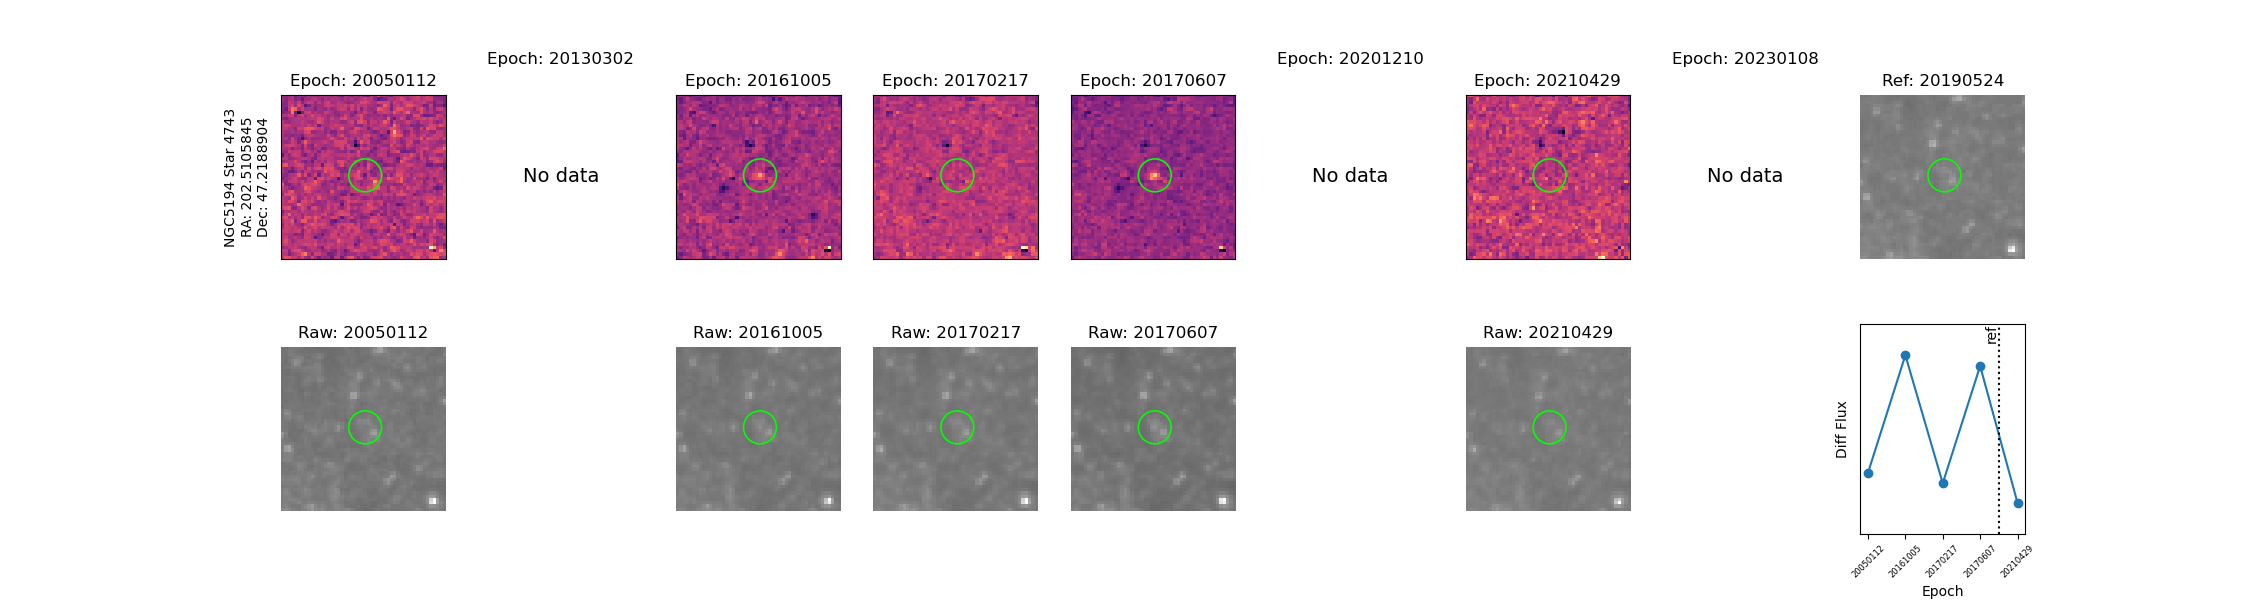 Epoch: 20130302
Epoch: 20201210
Epoch: 20230108
Epoch: 20050112
Epoch: 20161005
Epoch: 20170217
Epoch: 20170607
Epoch: 20210429
Ref: 20190524
NGC5194 Star 4743
RA: 202.5105845
Dec: 47.2188904
No data
No data
No data
Raw: 20050112
Raw: 20161005
Raw: 20170217
Raw: 20170607
Raw: 20210429
ref
Diff Flux
20050112
20161005
20170217
20170607
20210429
Epoch